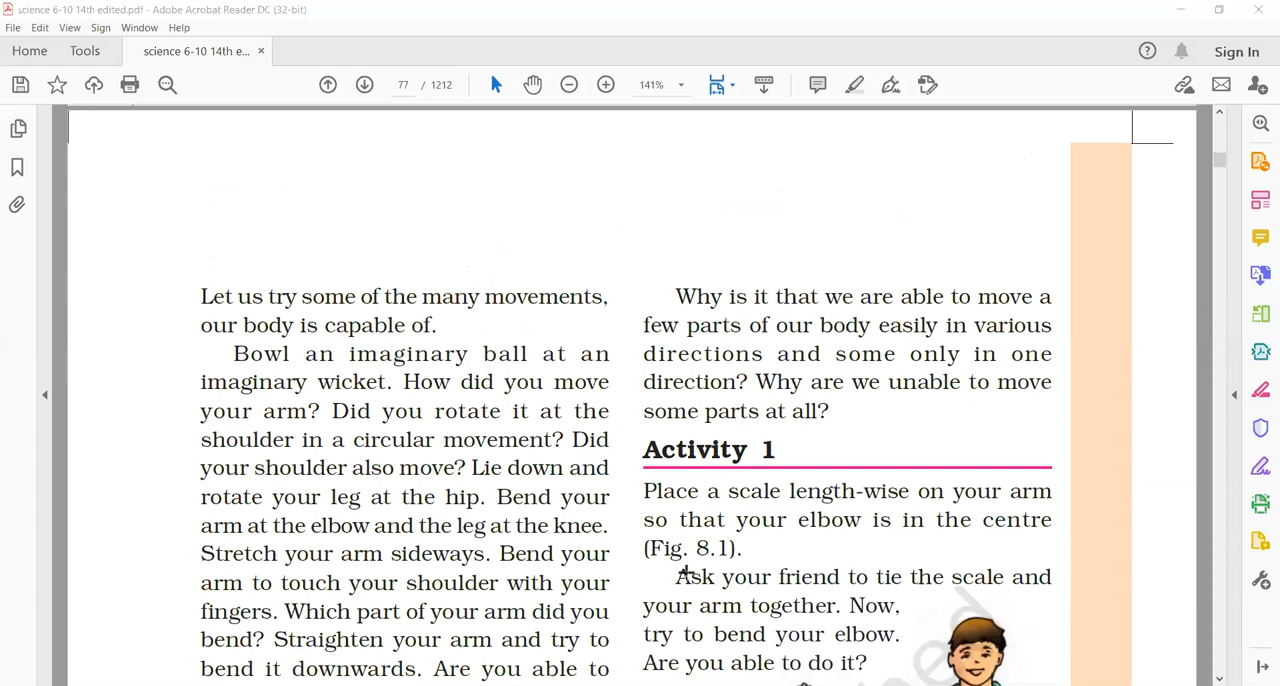 science 6-10 14th edited.pdf - Adobe Acrobat Reader DC (32-bit)
File Edit View Sign Window Help
Home Tools science 6-10 14th e... × Sign In
77 / 1212 141%
Let us try some of the many movements,
our body is capable of.
Bowl an imaginary ball at an
imaginary wicket. How did you move
your arm? Did you rotate it at the
shoulder in a circular movement? Did
your shoulder also move? Lie down and
rotate your leg at the hip. Bend your
arm at the elbow and the leg at the knee.
Stretch your arm sideways. Bend your
arm to touch your shoulder with your
fingers. Which part of your arm did you
bend? Straighten your arm and try to
bend it downwards. Are you able to
Why is it that we are able to move a
few parts of our body easily in various
directions and some only in one
direction? Why are we unable to move
some parts at all?
Activity 1
Place a scale length-wise on your arm
so that your elbow is in the centre
(Fig. 8.1).
Ask your friend to tie the scale and
your arm together. Now,
try to bend your elbow.
Are you able to do it?